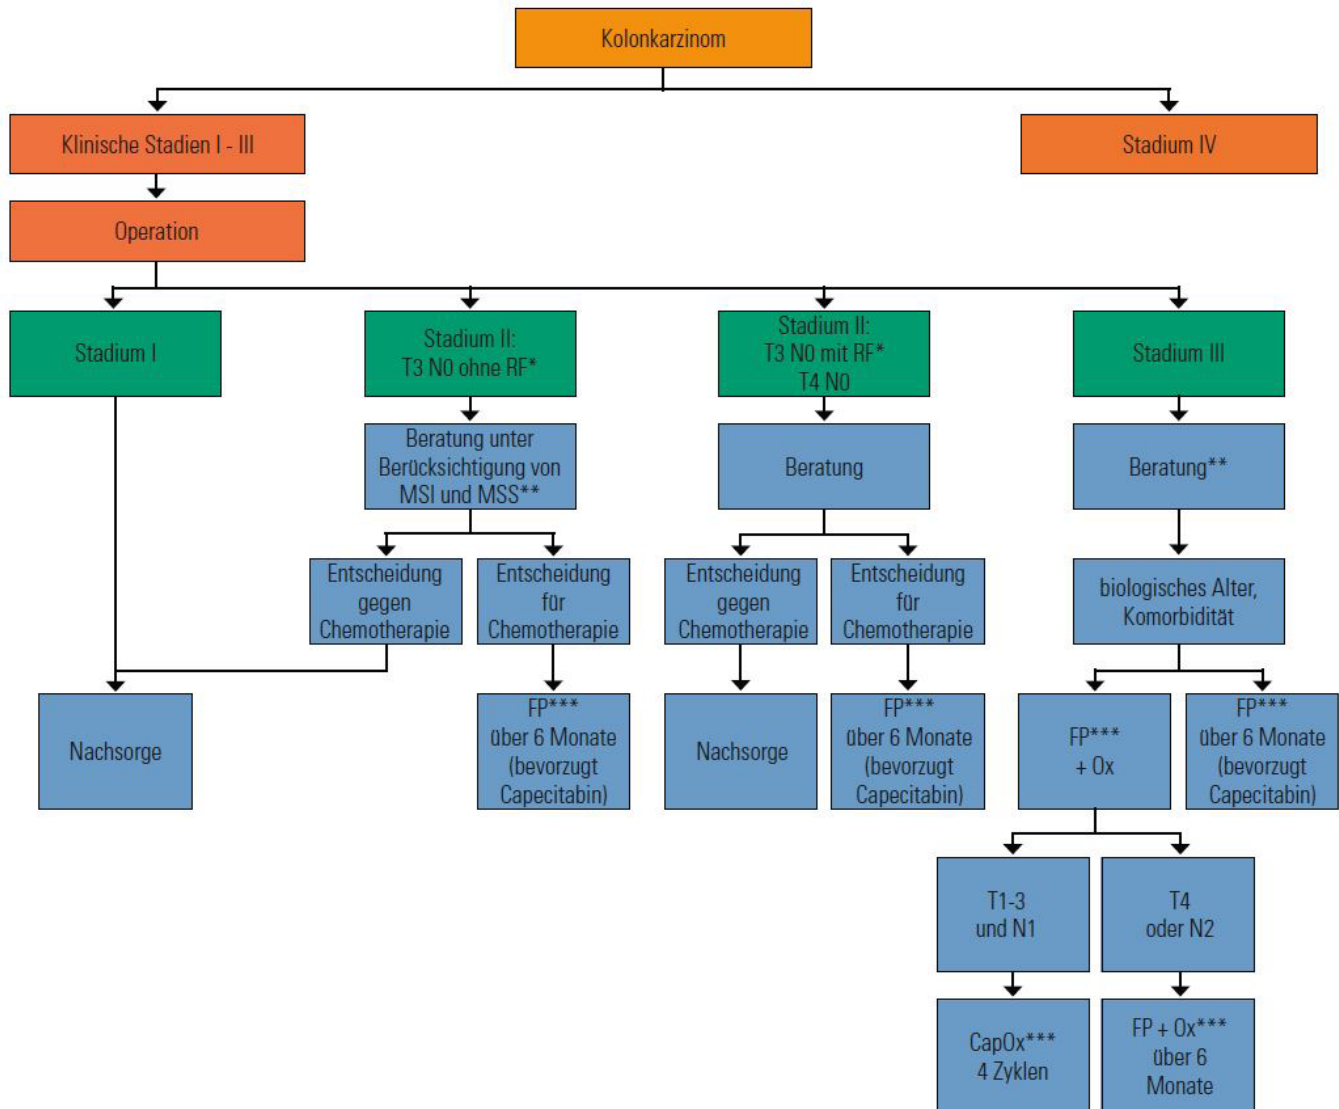 Kolonkarzinom
Klinische Stadien I - III
Stadium IV
Operation
Stadium I
Stadium II:
T3 N0 ohne RF*
Stadium II:
T3 N0 mit RF*
T4 N0
Stadium III
Beratung unter
Berücksichtigung von
MSI und MSS**
Beratung
Beratung**
Entscheidung
gegen
Chemotherapie
Entscheidung
für
Chemotherapie
Entscheidung
gegen
Chemotherapie
Entscheidung
für
Chemotherapie
biologisches Alter,
Komorbidität
Nachsorge
FP***
über 6 Monate
(bevorzugt
Capecitabin)
Nachsorge
FP***
über 6 Monate
(bevorzugt
Capecitabin)
FP***
+ Ox
FP***
über 6 Monate
(bevorzugt
Capecitabin)
T1-3
und N1
T4
oder N2
CapOx***
4 Zyklen
FP + Ox***
über 6
Monate